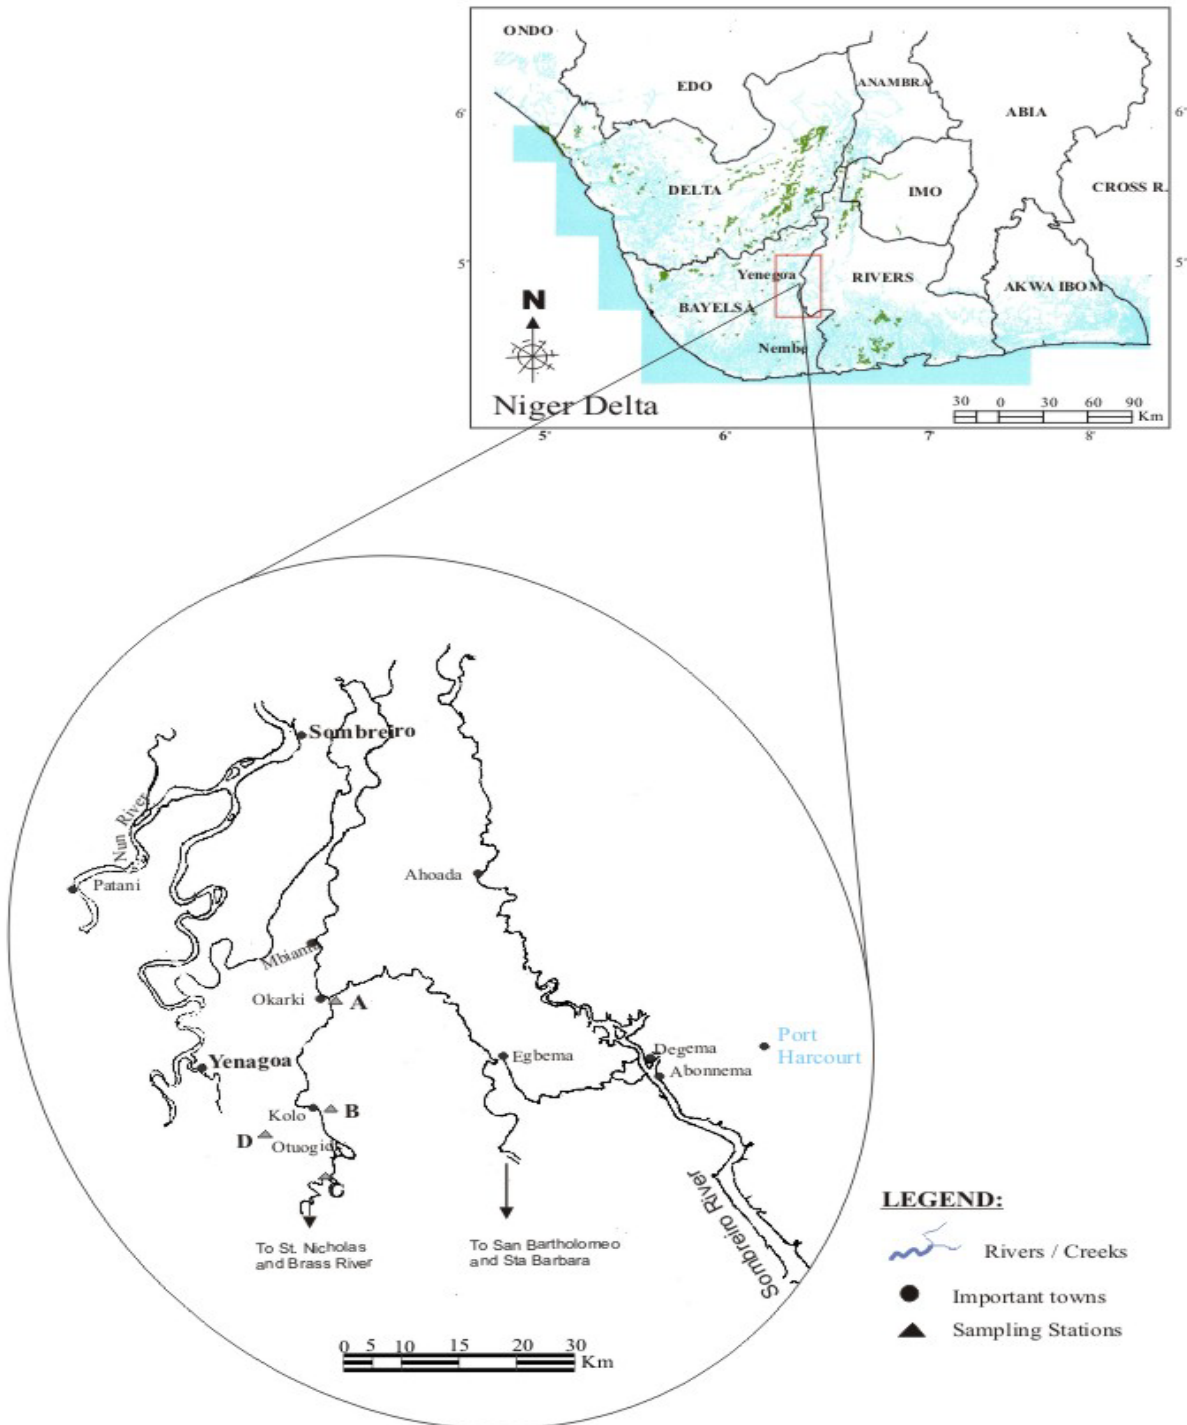 ONDO
EDO
ANAMBRA
ABIA
6°
6°
DELTA
IMO
CROSS R.
5°
5°
Yenegoa
RIVERS
AKWA IBOM
BAYELSA
N
Nembe
Niger Delta
30 0 30 60 90
Km
5°
6°
7°
8°
Sombreiro
Nun River
Patani
Ahoada
Mbiama
Okarki
A
Port
Harcourt
Egbema
Degema
Yenagoa
Abonnema
Kolo
B
D
Otuogidi
C
Sombreiro River
To St. Nicholas
and Brass River
To San Bartholomeo
and Sta Barbara
LEGEND:
Rivers / Creeks
Important towns
Sampling Stations
0 5 10 15 20 30
Km